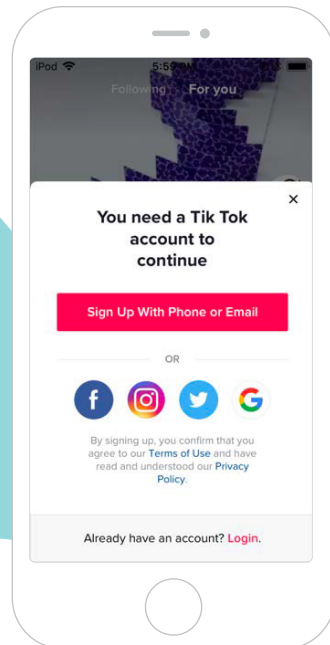 iPod
5:59
Following For you
You need a Tik Tok
account to
continue
Sign Up With Phone or Email
OR
By signing up, you confirm that you
agree to our Terms of Use and have
read and understood our Privacy
Policy.
Already have an account? Login.